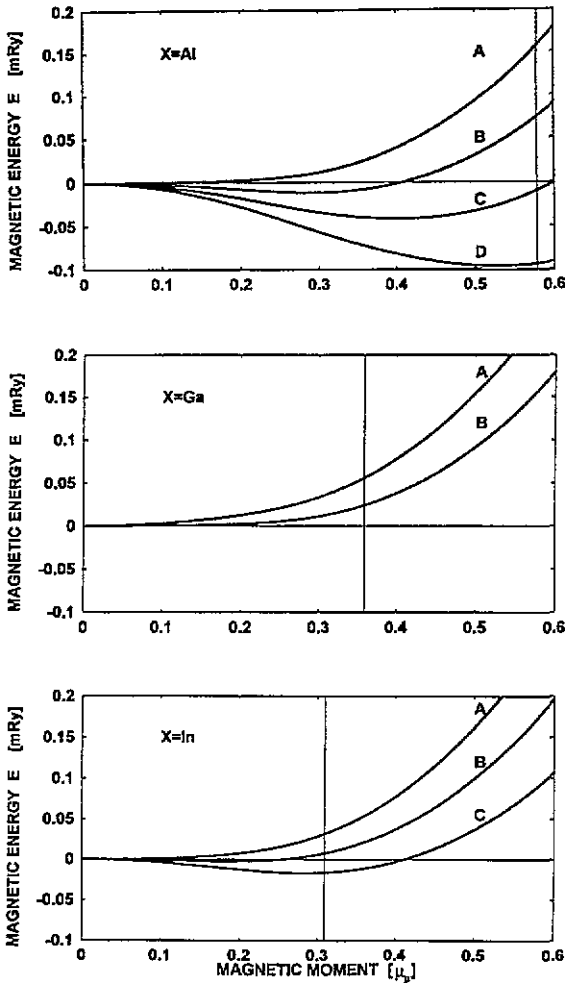 MAGNETIC ENERGY E [mRy]
0.2
0.15
0.1
0.05
0
-0.05
-0.1
X=Al
A
B
C
D
0 0.1 0.2 0.3 0.4 0.5 0.6
MAGNETIC ENERGY E [mRy]
0.2
0.15
0.1
0.05
0
-0.05
-0.1
X=Ga
A
B
0 0.1 0.2 0.3 0.4 0.5 0.6
MAGNETIC ENERGY E [mRy]
0.2
0.15
0.1
0.05
0
-0.05
-0.1
X=In
A
B
C
0 0.1 0.2 0.3 0.4 0.5 0.6
MAGNETIC MOMENT [μμ]